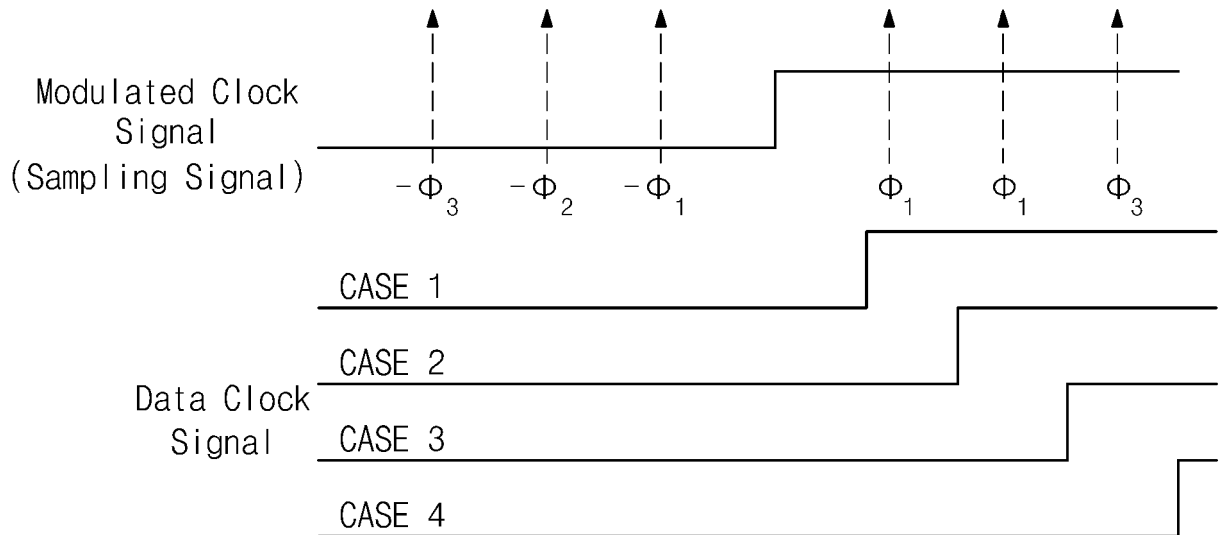 Modulated Clock
Signal
(Sampling Signal)
-Φ3 -Φ2 -Φ1 Φ1 Φ1 Φ3
CASE 1
CASE 2
Data Clock
Signal
CASE 3
CASE 4